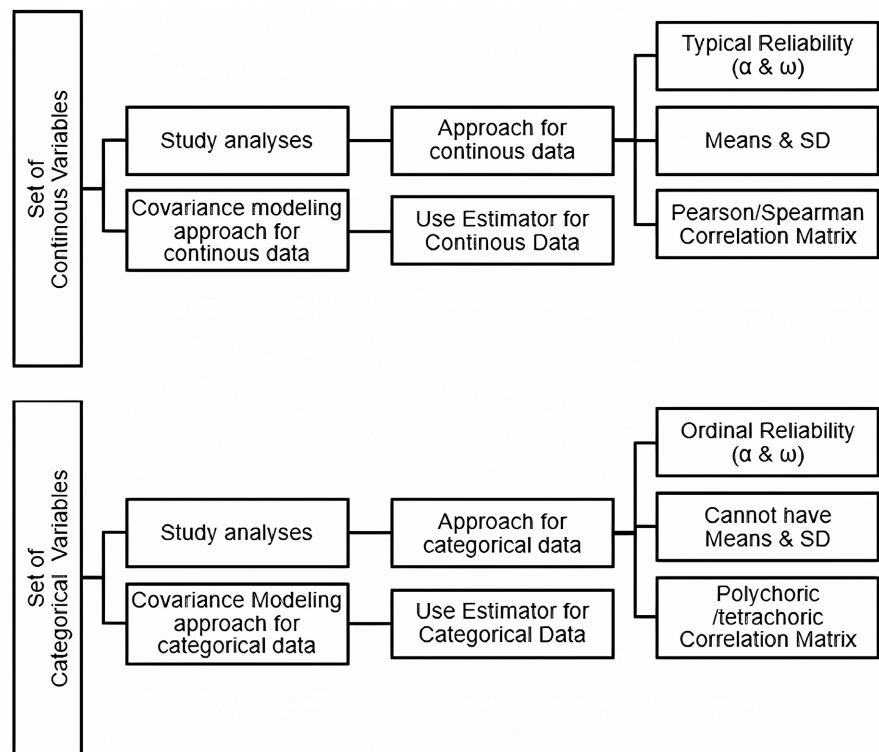 Set of
Continous Variables
Study analyses
Covariance modeling
approach for
continous data
Approach for
continous data
Use Estimator for
Continous Data
Typical Reliability
(α & ω)
Means & SD
Pearson/Spearman
Correlation Matrix
Set of
Categorical Variables
Study analyses
Covariance Modeling
approach for
categorical data
Approach for
categorical data
Use Estimator for
Categorical Data
Ordinal Reliability
(α & ω)
Cannot have
Means & SD
Polychoric
/tetrachoric
Correlation Matrix